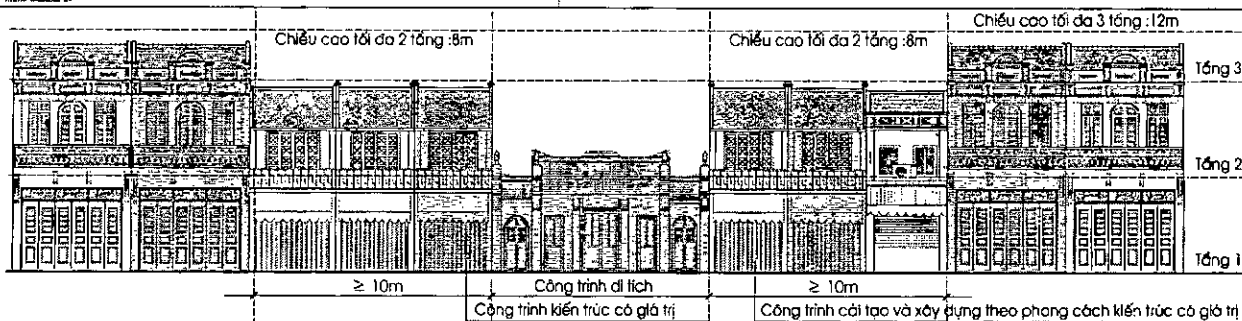 Chiều cao tối đa 3 tầng :12m
Chiều cao tối đa 2 tầng :8m
Chiều cao tối đa 2 tầng :8m
Tầng 3
Tầng 2
Tầng 1
≥ 10m
Công trình di tích
≥ 10m
Công trình kiến trúc có giá trị
Công trình cải tạo và xây dựng theo phong cách kiến trúc có giá trị